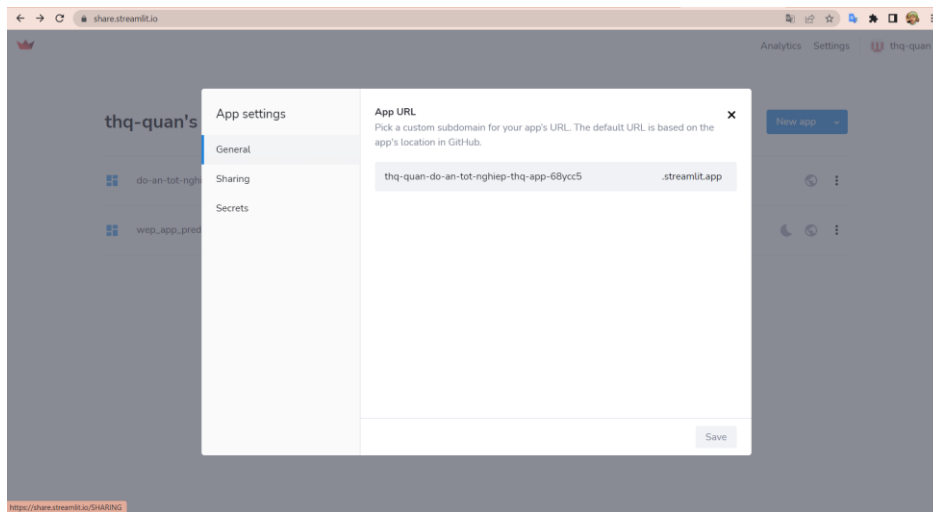 share.streamlit.io
Analytics Settings thq-quan
thq-quan's
New app
do-an-tot-ngh
wep_app_pred
App settings
General
Sharing
Secrets
App URL
Pick a custom subdomain for your app's URL. The default URL is based on the
app's location in GitHub.
thq-quan-do-an-tot-nghiep-thq-app-68ycc5 .streamlit.app
Save
https://share.streamlit.io/SHARING